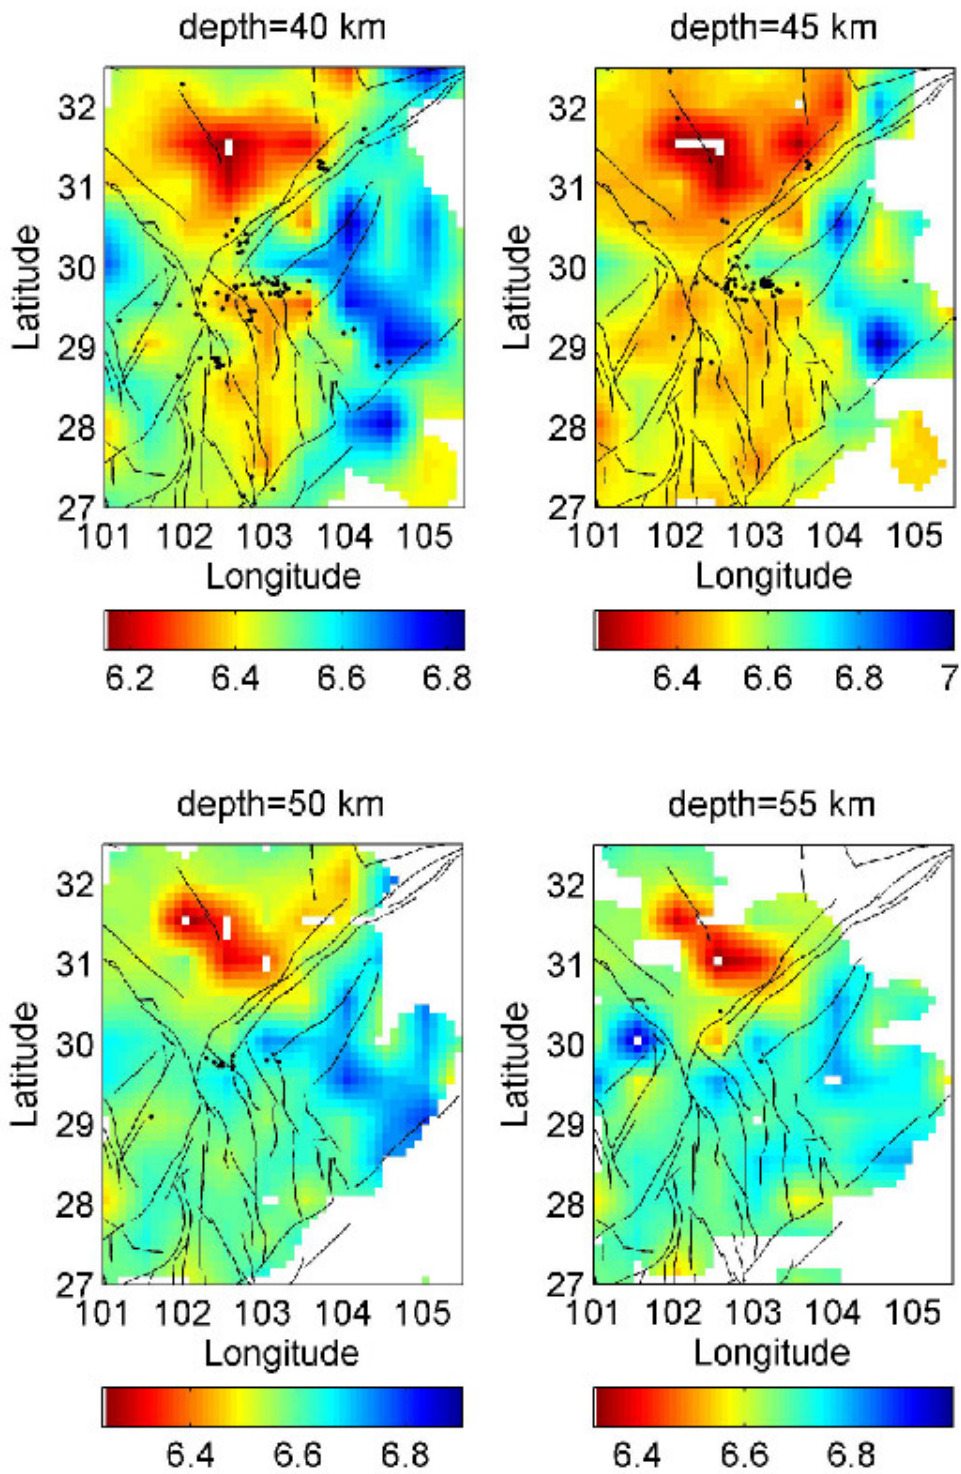 depth=40 km
depth=45 km
Latitude
32
31
30
29
28
27
101 102 103 104 105
Longitude
6.2 6.4 6.6 6.8
Latitude
32
31
30
29
28
27
101 102 103 104 105
Longitude
6.4 6.6 6.8 7
depth=50 km
depth=55 km
Latitude
32
31
30
29
28
27
101 102 103 104 105
Longitude
6.4 6.6 6.8
Latitude
32
31
30
29
28
27
101 102 103 104 105
Longitude
6.4 6.6 6.8